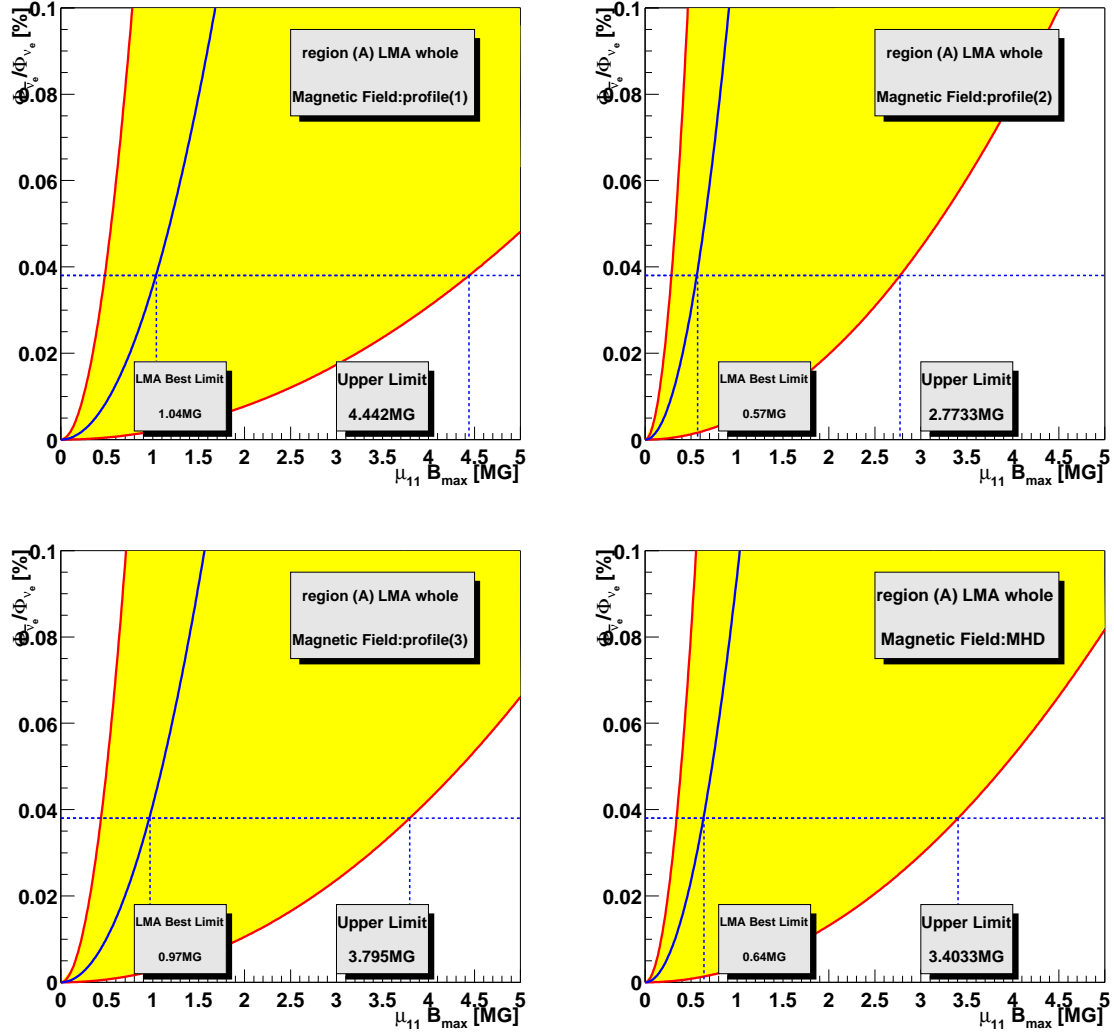 Φν̄e/Φνe [%]
0.1
0.08
0.06
0.04
0.02
0
region (A) LMA whole
Magnetic Field:profile(1)
LMA Best Limit
1.04MG
Upper Limit
4.442MG
0 0.5 1 1.5 2 2.5 3 3.5 4 4.5 5
μ11 Bmax [MG]
Φν̄e/Φνe [%]
0.1
0.08
0.06
0.04
0.02
0
region (A) LMA whole
Magnetic Field:profile(2)
LMA Best Limit
0.57MG
Upper Limit
2.7733MG
0 0.5 1 1.5 2 2.5 3 3.5 4 4.5 5
μ11 Bmax [MG]
Φν̄e/Φνe [%]
0.1
0.08
0.06
0.04
0.02
0
region (A) LMA whole
Magnetic Field:profile(3)
LMA Best Limit
0.97MG
Upper Limit
3.795MG
0 0.5 1 1.5 2 2.5 3 3.5 4 4.5 5
μ11 Bmax [MG]
Φν̄e/Φνe [%]
0.1
0.08
0.06
0.04
0.02
0
region (A) LMA whole
Magnetic Field:MHD
LMA Best Limit
0.64MG
Upper Limit
3.4033MG
0 0.5 1 1.5 2 2.5 3 3.5 4 4.5 5
μ11 Bmax [MG]